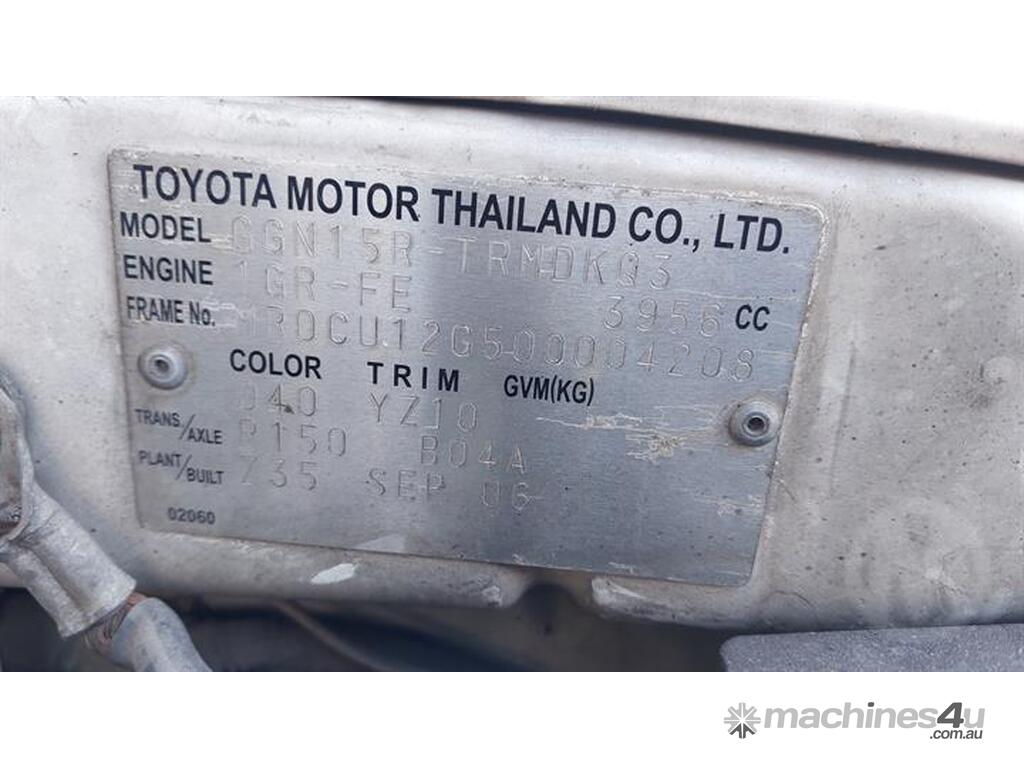 TOYOTA MOTOR THAILAND CO., LTD.
MODEL GGN15R-TRMDKQ3
ENGINE 1GR-FE 3956 CC
FRAME No. MR0CU12G500004208
COLOR TRIM GVM(KG)
040 YZ10
TRANS/AXLE R150 B04A
PLANT/BUILT Z35 SEP 06
02060
machines4u
.com.au